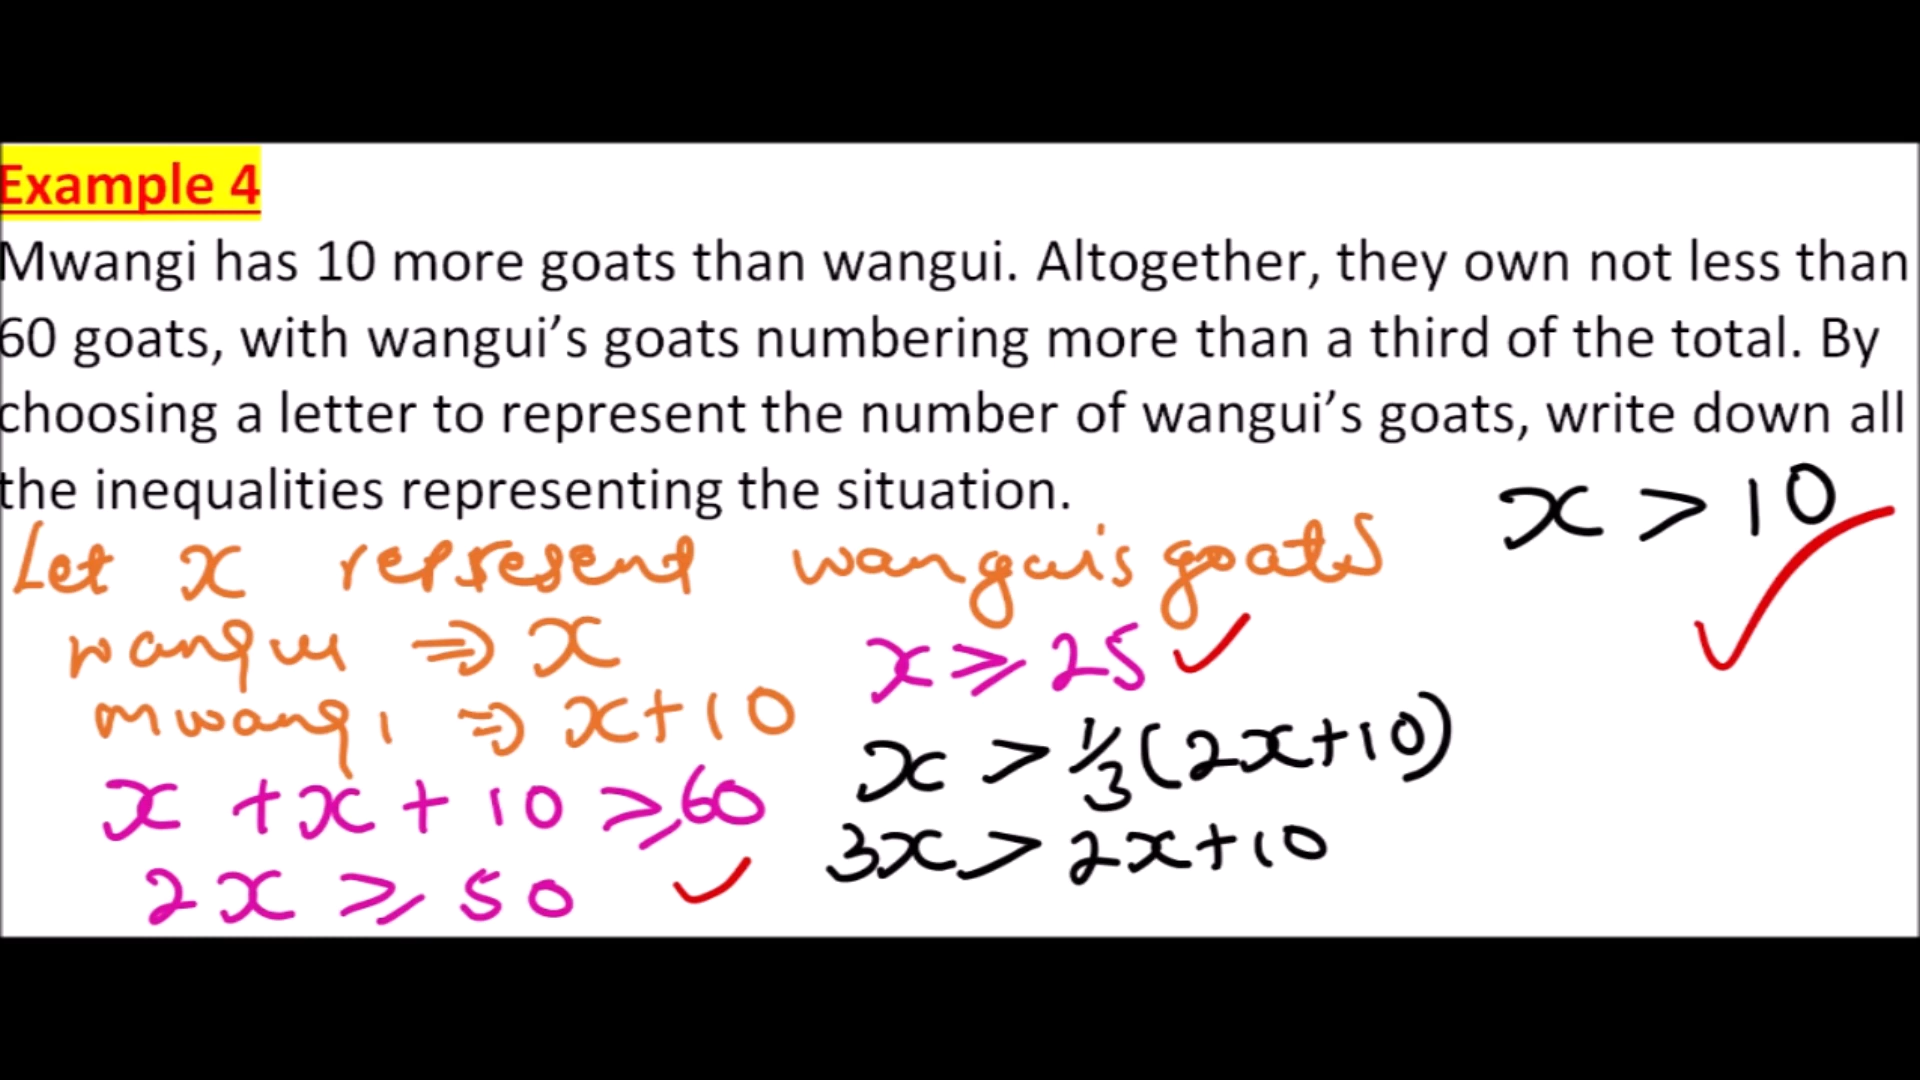 Example 4
Mwangi has 10 more goats than wangui. Altogether, they own not less than
60 goats, with wangui’s goats numbering more than a third of the total. By
choosing a letter to represent the number of wangui’s goats, write down all
the inequalities representing the situation.
Let x represent wangui's goats
wangui ⇒ x
mwangi ⇒ x+10
x + x + 10 ⩾ 60
2x ⩾ 50 ✓
x ⩾ 25 ✓
x > 1/3 (2x+10)
3x > 2x+10
x > 10 ✓